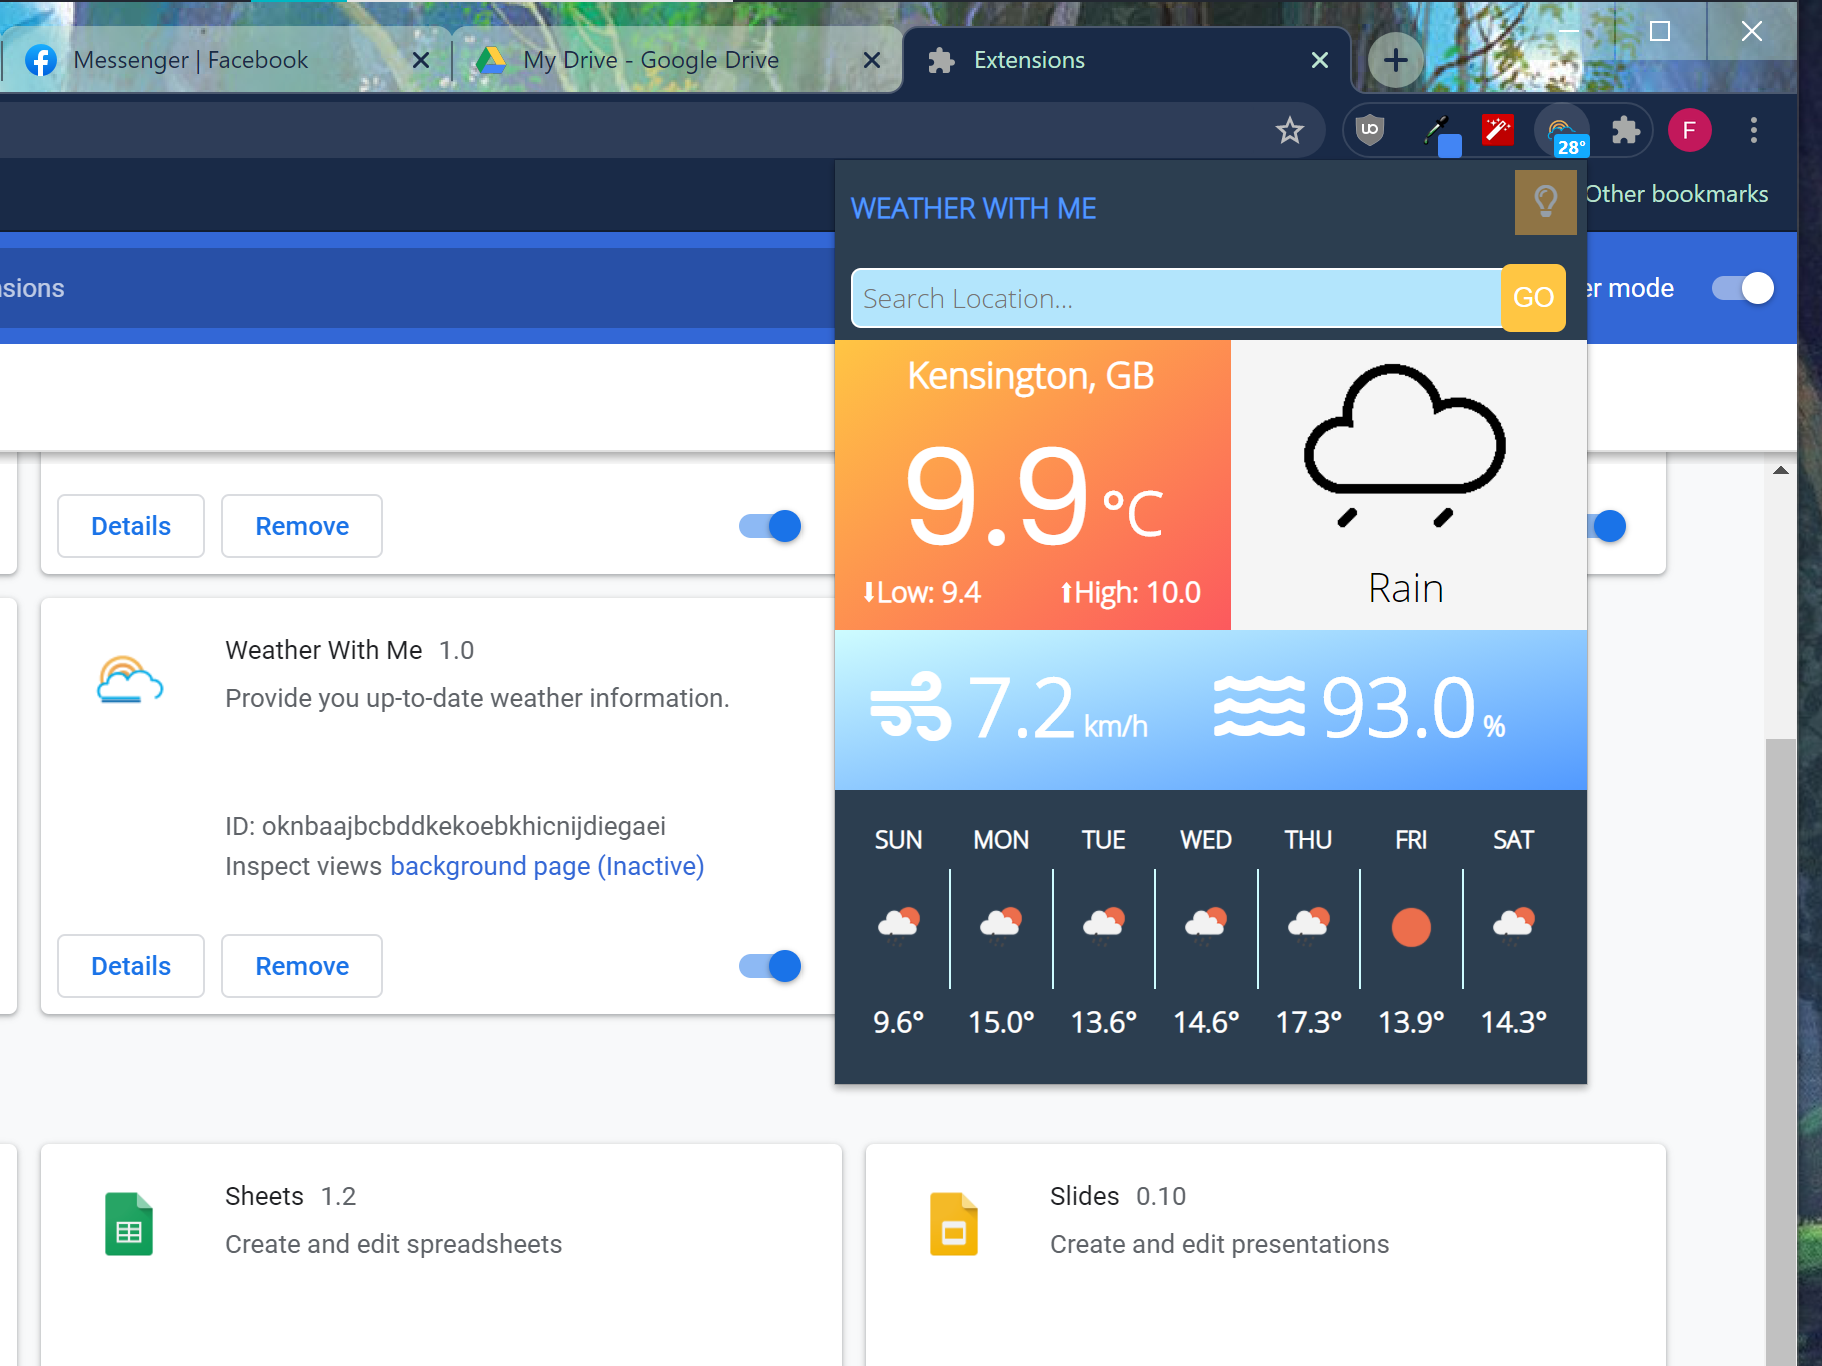 Messenger | Facebook
My Drive - Google Drive
Extensions
28°
F
WEATHER WITH ME
Other bookmarks
Search Location...
GO
mode
Kensington, GB
9.9 °C
Low: 9.4
High: 10.0
Rain
7.2 km/h
93.0 %
SUN MON TUE WED THU FRI SAT
9.6° 15.0° 13.6° 14.6° 17.3° 13.9° 14.3°
Details
Remove
Weather With Me 1.0
Provide you up-to-date weather information.
ID: oknbaajbcbddkekoebkhicnijdiegaei
Inspect views background page (Inactive)
Details
Remove
Sheets 1.2
Create and edit spreadsheets
Slides 0.10
Create and edit presentations